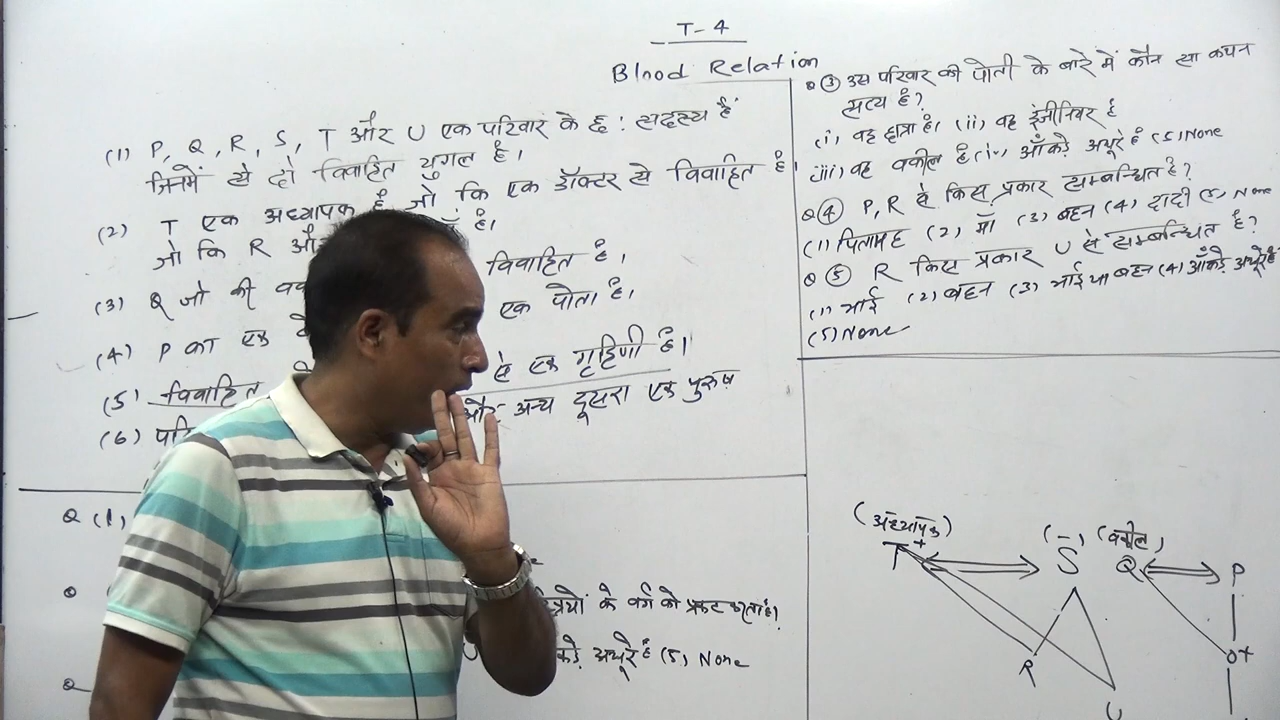 T-4
Blood Relation
(1) P, Q, R, S, T और U एक परिवार के छ: सदस्य हैं
जिनमें से दो विवाहित युगल हैं।
(2) T एक अध्यापक है जो कि एक डॉक्टर से विवाहित है।
जो कि R और है।
(3) Q जो की विवाहित है,
(4) P का एक एक पोता है,
(5) विवाहित से एक गृहिणी है।
(6) और अन्य दूसरा एक पुरुष
Q (1)
के वर्ग को प्रकट करता है।
अधूरे है (5) None
Q ③ उस परिवार की पोती के बारे में कौन सा कथन
सत्य है?
(i) वह छात्रा है। (ii) वह इंजीनियर है
(iii) वह वकील है (iv) आँकड़े अधूरे है (5) None
Q ④ P, R से किस प्रकार सम्बन्धित है?
(1) पितामह (2) माँ (3) बहन (4) दादी (5) None
Q ⑤ R किस प्रकार U से सम्बन्धित है?
(1) भाई (2) बहन (3) भाई या बहन (4) आँकड़े अधूरे है
(5) None
(अध्यापक) (-) (वकील)
T+ S Q P
R O+
U